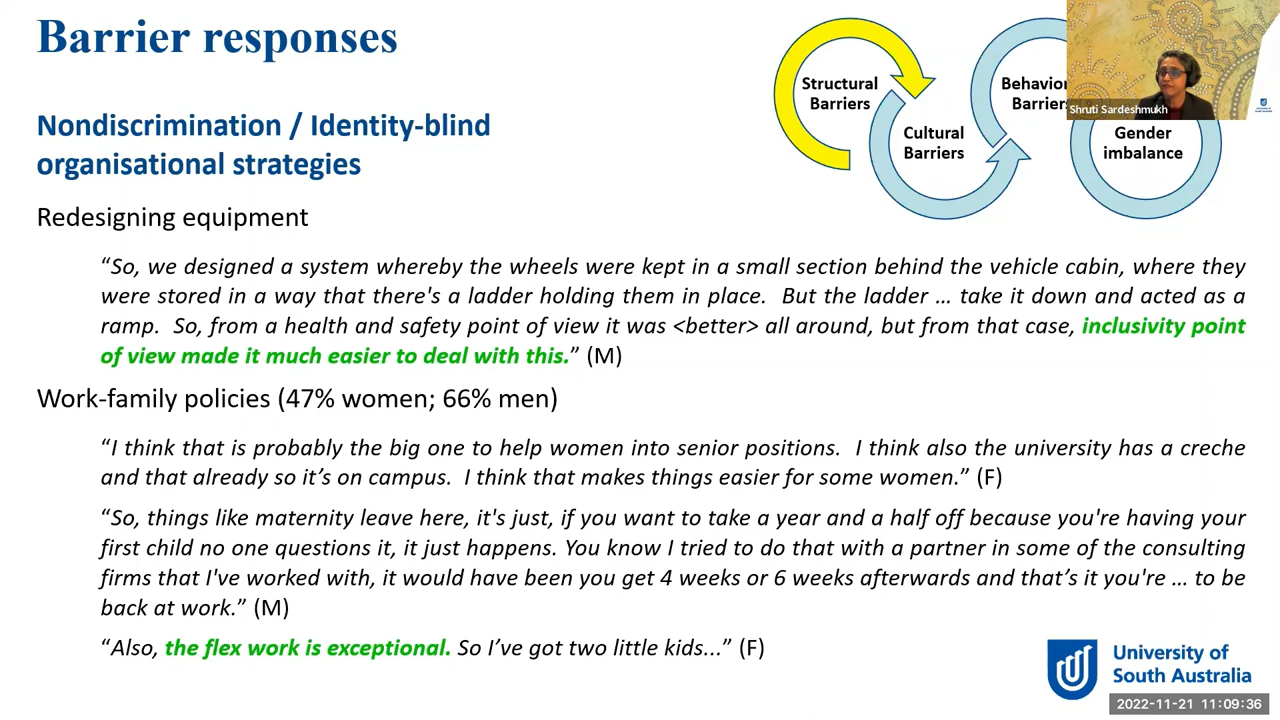 Barrier responses
Nondiscrimination / Identity-blind
organisational strategies
Structural
Barriers
Cultural
Barriers
Barriers
Gender
imbalance
Shruti Sardeshmukh
Redesigning equipment
“So, we designed a system whereby the wheels were kept in a small section behind the vehicle cabin, where they
were stored in a way that there's a ladder holding them in place. But the ladder … take it down and acted as a
ramp. So, from a health and safety point of view it was <better> all around, but from that case, inclusivity point
of view made it much easier to deal with this.” (M)
Work-family policies (47% women; 66% men)
“I think that is probably the big one to help women into senior positions. I think also the university has a creche
and that already so it’s on campus. I think that makes things easier for some women.” (F)
“So, things like maternity leave here, it's just, if you want to take a year and a half off because you're having your
first child no one questions it, it just happens. You know I tried to do that with a partner in some of the consulting
firms that I've worked with, it would have been you get 4 weeks or 6 weeks afterwards and that’s it you're … to be
back at work.” (M)
“Also, the flex work is exceptional. So I’ve got two little kids...” (F)
University of
South Australia
2022-11-21 11:09:36